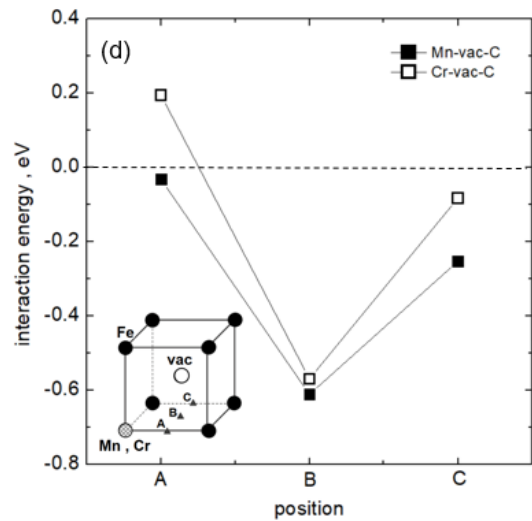 (d)
Mn-vac-C
Cr-vac-C
interaction energy , eV
0.4
0.2
0.0
-0.2
-0.4
-0.6
-0.8
Fe
vac
C
B
A
Mn , Cr
A B C
position